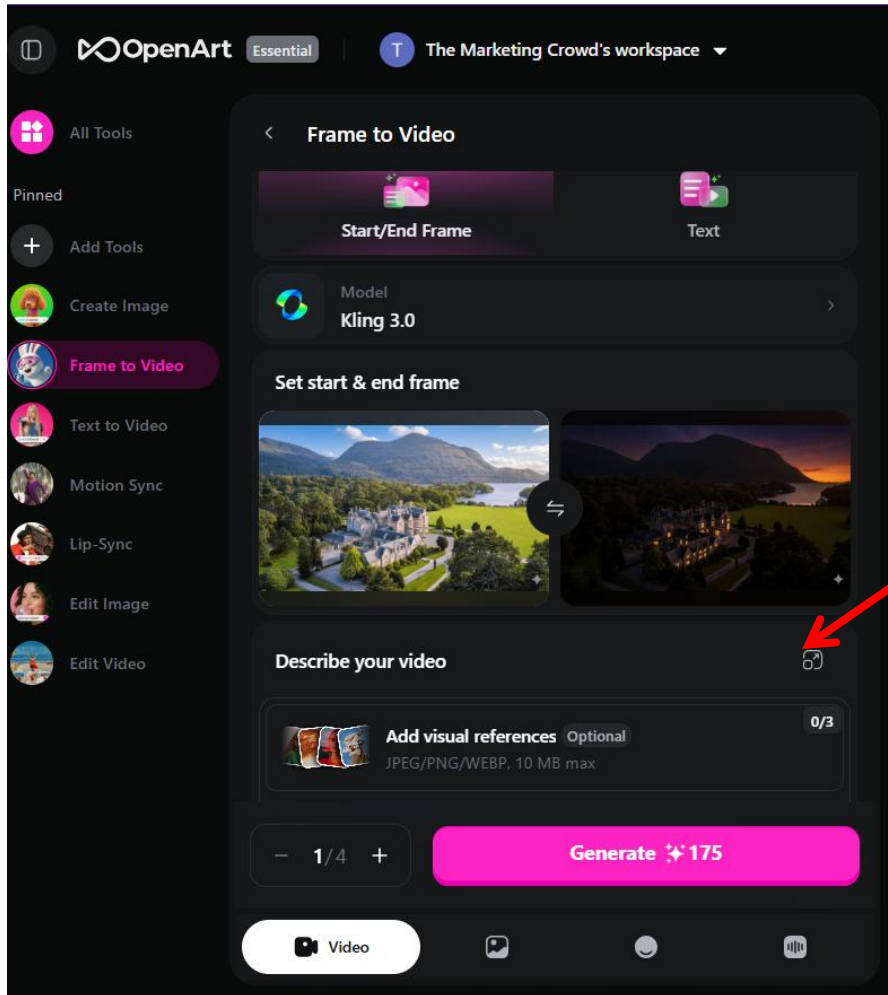 OpenArt Essential
T The Marketing Crowd's workspace
All Tools
Pinned
Add Tools
Create Image
Frame to Video
Text to Video
Motion Sync
Lip-Sync
Edit Image
Edit Video
Frame to Video
Start/End Frame
Text
Model
Kling 3.0
Set start & end frame
Describe your video
Add visual references Optional
0/3
JPEG/PNG/WEBP, 10 MB max
− 1/4 +
Generate 175
Video